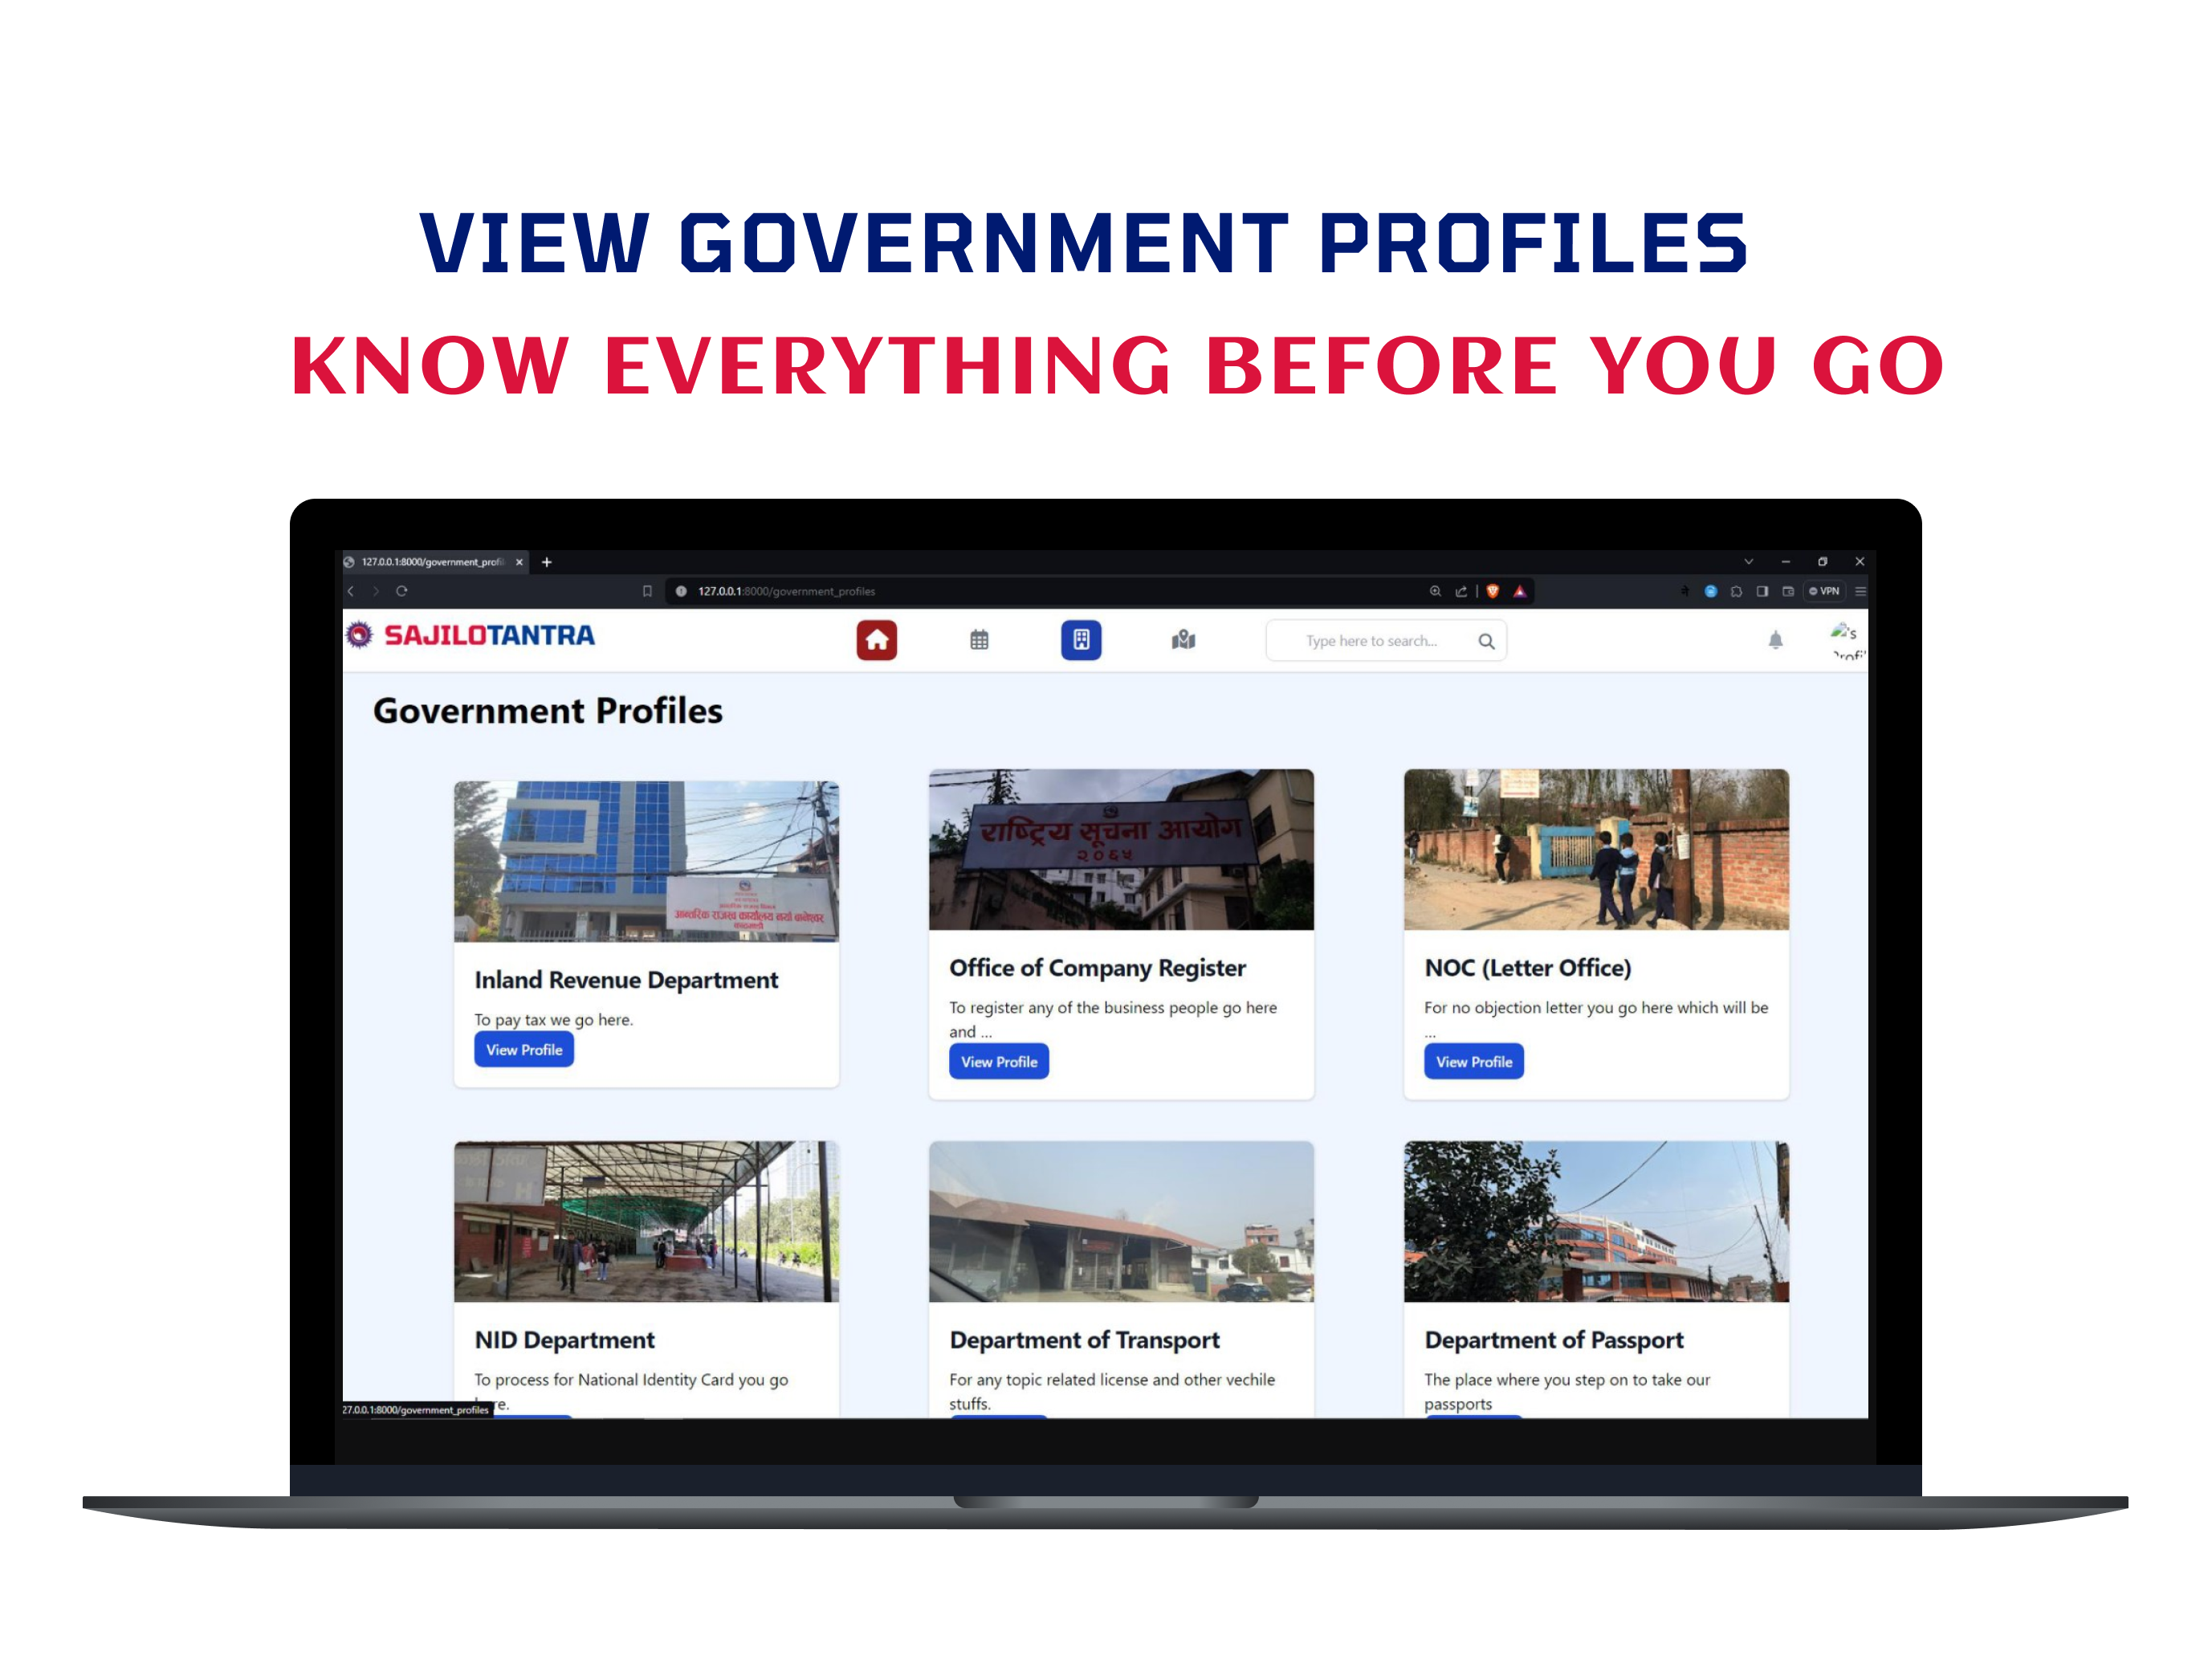 VIEW GOVERNMENT PROFILES
KNOW EVERYTHING BEFORE YOU GO
127.0.0.1:8000/government_profi
127.0.0.1:8000/government_profiles
VPN
SAJILOTANTRA
Type here to search...
's
Profi
Government Profiles
आन्तरिक राजस्व कार्यालय नयाँ बानेश्वर
काठमाडौं
Inland Revenue Department
To pay tax we go here.
View Profile
राष्ट्रिय सूचना आयोग
२०६५
Office of Company Register
To register any of the business people go here
and ...
View Profile
NOC (Letter Office)
For no objection letter you go here which will be
...
View Profile
NID Department
To process for National Identity Card you go
re.
Department of Transport
For any topic related license and other vechile
stuffs.
Department of Passport
The place where you step on to take our
passports
27.0.0.1:8000/government_profiles